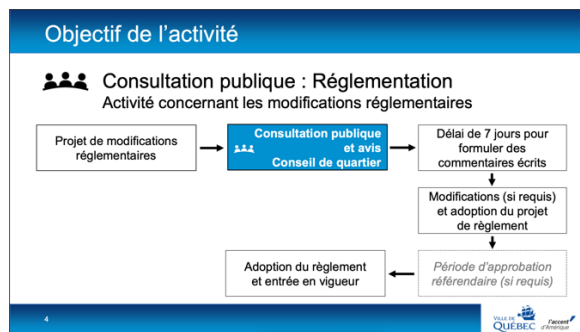 Objectif de l'activité
Consultation publique : Réglementation
Activité concernant les modifications réglementaires
Projet de modifications
réglementaires
Consultation publique
et avis
Conseil de quartier
Délai de 7 jours pour
formuler des
commentaires écrits
Modifications (si requis)
et adoption du projet
de règlement
Période d'approbation
référendaire (si requis)
Adoption du règlement
et entrée en vigueur
4
VILLE DE
QUÉBEC
l'accent
d'Amérique